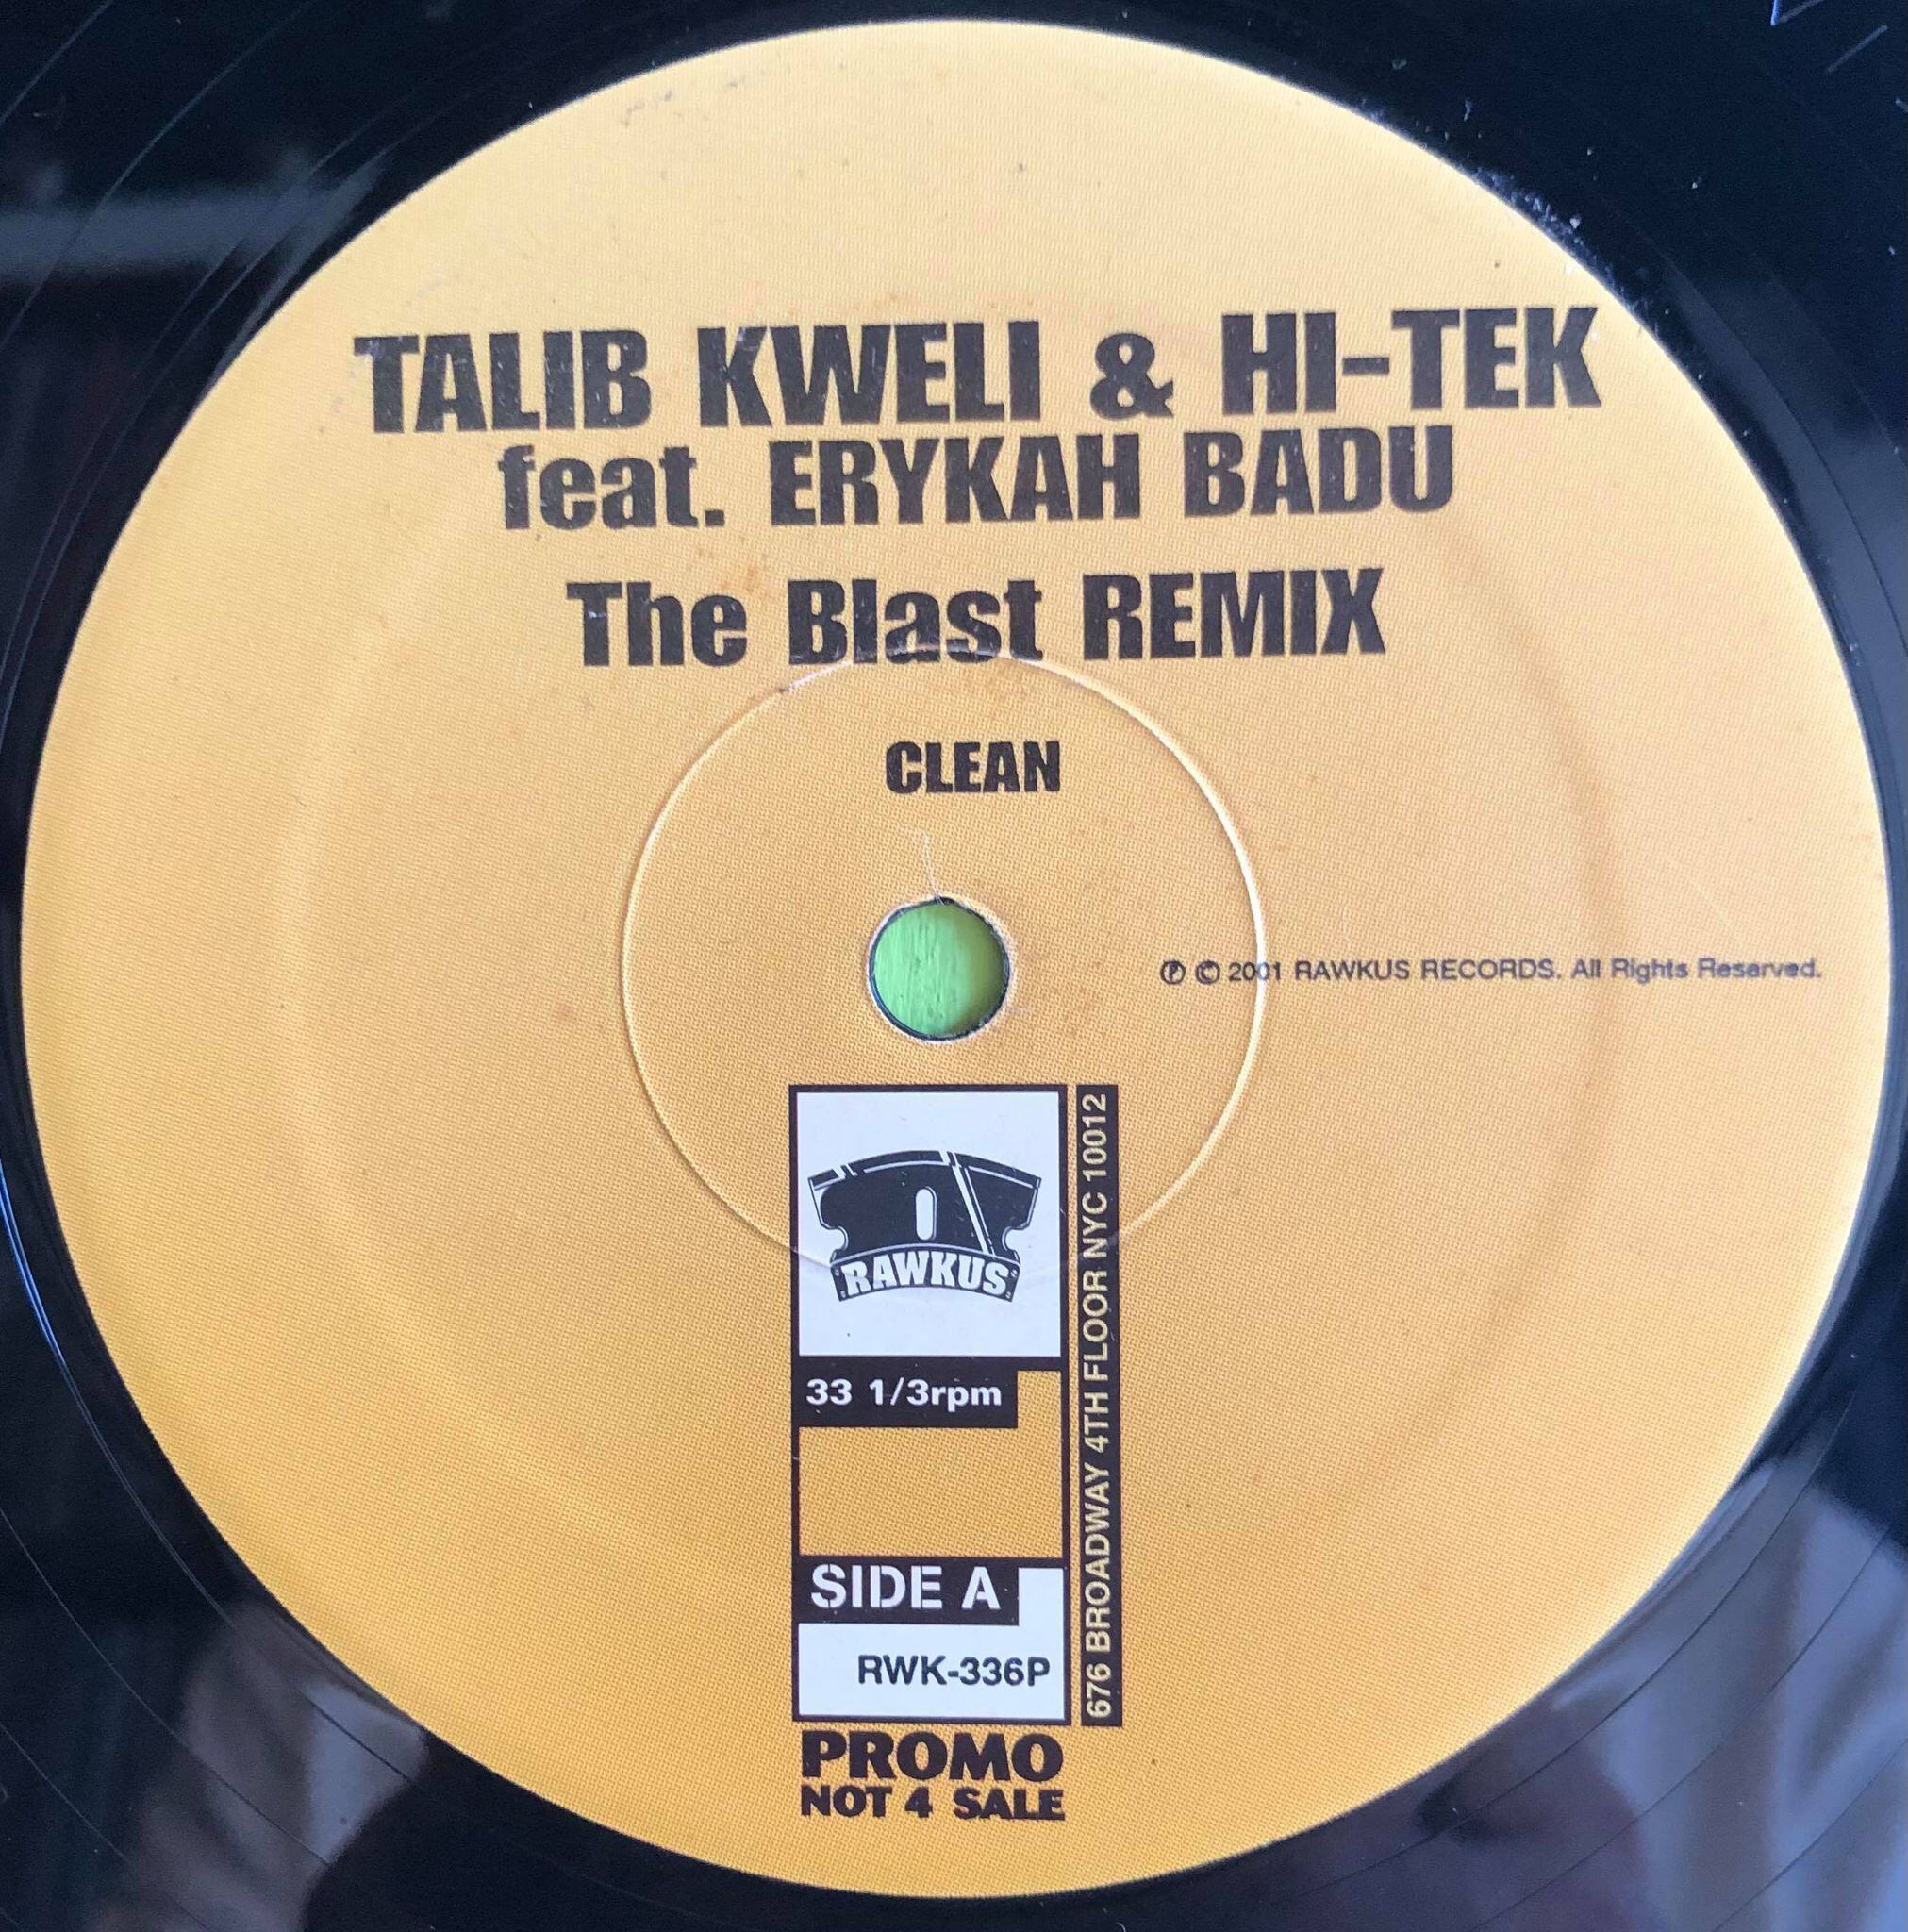 TALIB KWELI & HI-TEK
feat. ERYKAH BADU
The Blast REMIX
CLEAN
℗ © 2001 RAWKUS RECORDS. All Rights Reserved.
RAWKUS
33 1/3rpm
SIDE A
RWK-336P
676 BROADWAY 4TH FLOOR NYC 10012
PROMO
NOT 4 SALE